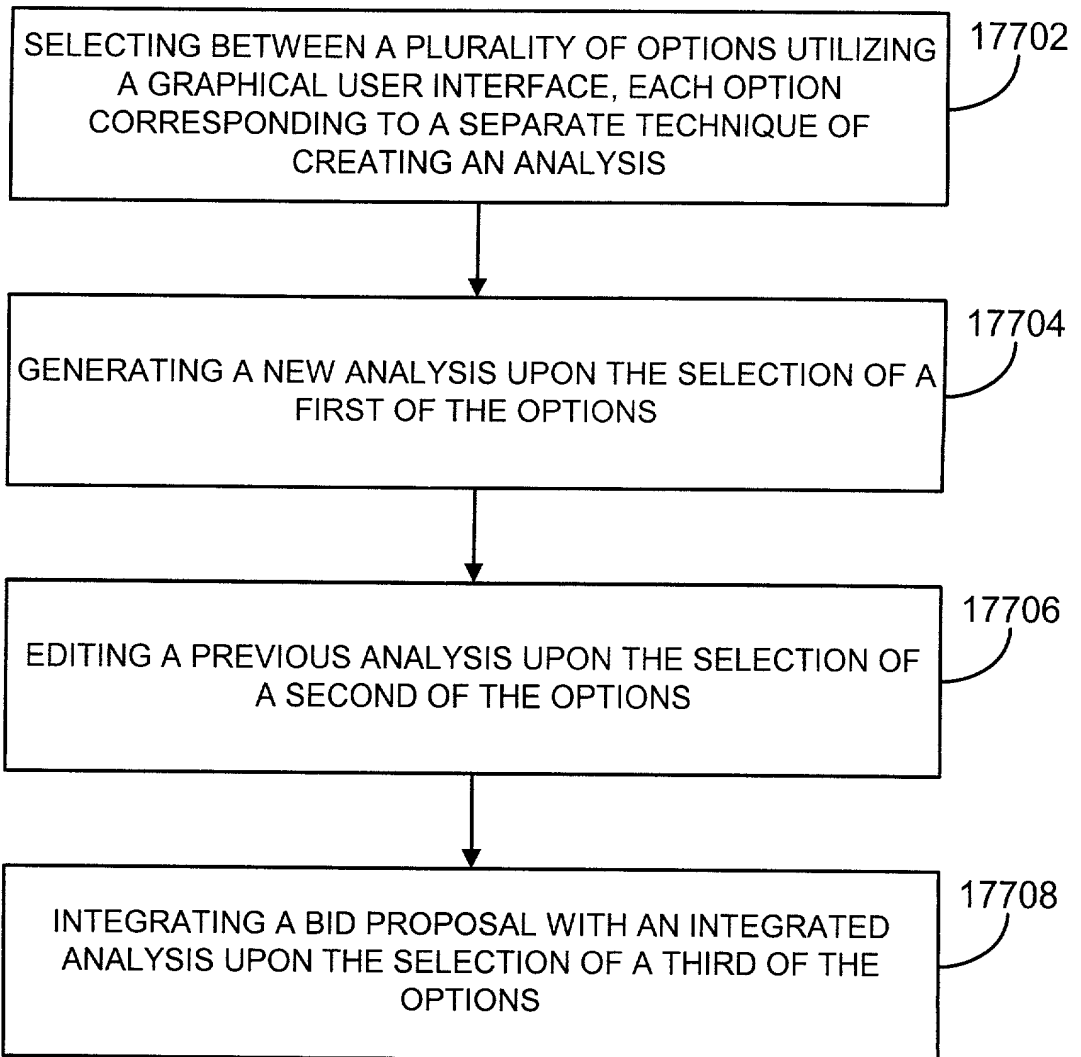 SELECTING BETWEEN A PLURALITY OF OPTIONS UTILIZING
A GRAPHICAL USER INTERFACE, EACH OPTION
CORRESPONDING TO A SEPARATE TECHNIQUE OF
CREATING AN ANALYSIS
17702
GENERATING A NEW ANALYSIS UPON THE SELECTION OF A
FIRST OF THE OPTIONS
17704
EDITING A PREVIOUS ANALYSIS UPON THE SELECTION OF
A SECOND OF THE OPTIONS
17706
INTEGRATING A BID PROPOSAL WITH AN INTEGRATED
ANALYSIS UPON THE SELECTION OF A THIRD OF THE
OPTIONS
17708